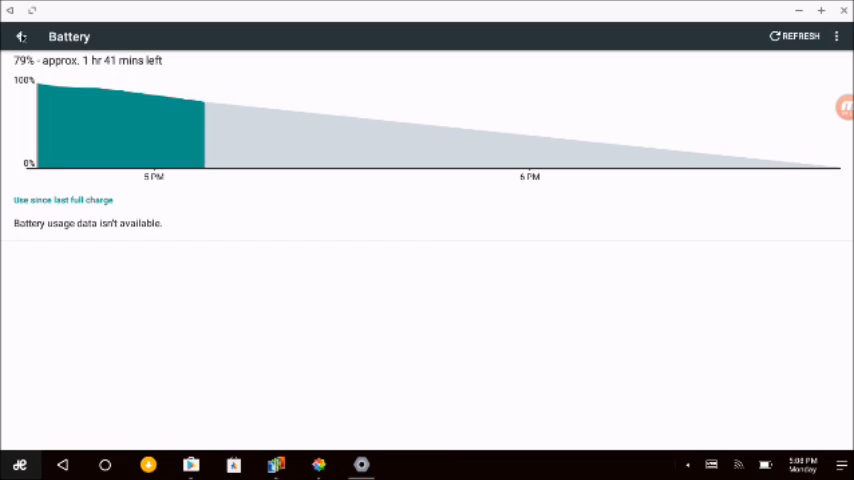 Battery
REFRESH
79% - approx. 1 hr 41 mins left
100%
0%
5 PM
6 PM
Use since last full charge
Battery usage data isn't available.
5:08 PM
Monday